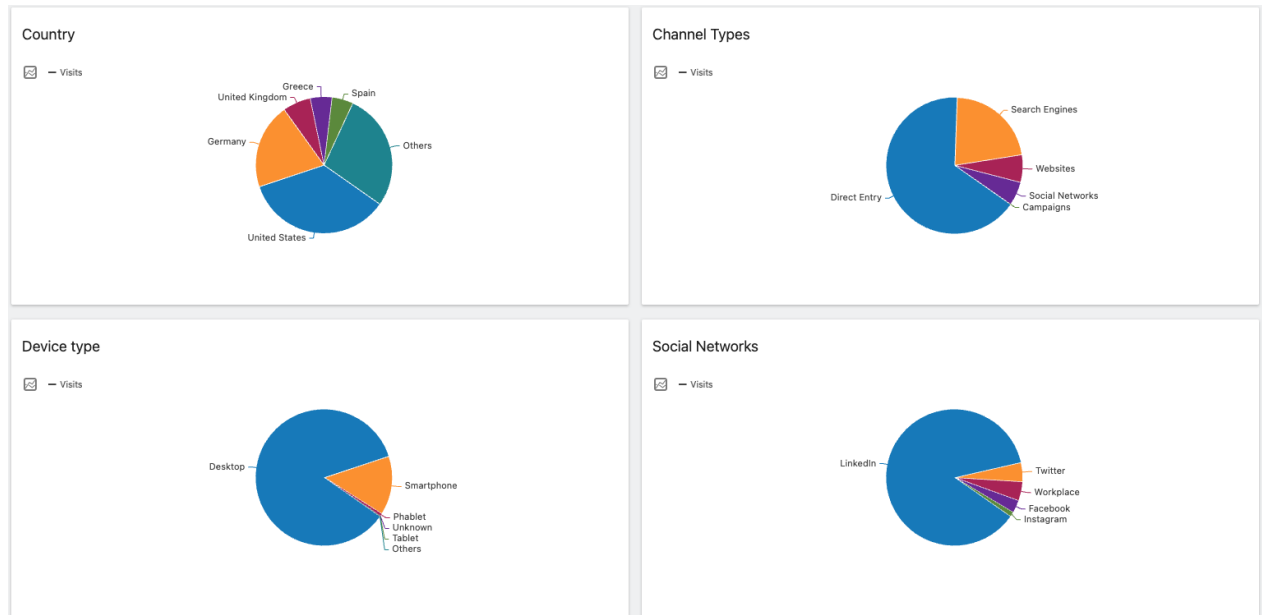 Country
Visits
Greece
Spain
United Kingdom
Germany
Others
United States
Channel Types
Visits
Search Engines
Websites
Direct Entry
Social Networks
Campaigns
Device type
Visits
Desktop
Smartphone
Phablet
Unknown
Tablet
Others
Social Networks
Visits
LinkedIn
Twitter
Workplace
Facebook
Instagram